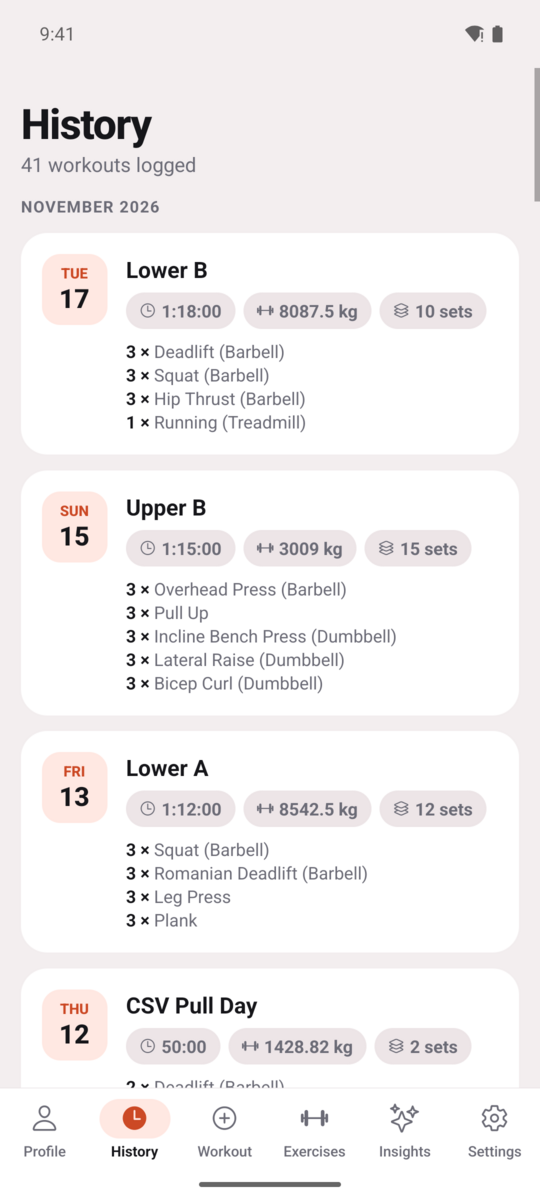 9:41
History
41 workouts logged
NOVEMBER 2026
TUE
17
Lower B
1:18:00 8087.5 kg 10 sets
3 × Deadlift (Barbell)
3 × Squat (Barbell)
3 × Hip Thrust (Barbell)
1 × Running (Treadmill)
SUN
15
Upper B
1:15:00 3009 kg 15 sets
3 × Overhead Press (Barbell)
3 × Pull Up
3 × Incline Bench Press (Dumbbell)
3 × Lateral Raise (Dumbbell)
3 × Bicep Curl (Dumbbell)
FRI
13
Lower A
1:12:00 8542.5 kg 12 sets
3 × Squat (Barbell)
3 × Romanian Deadlift (Barbell)
3 × Leg Press
3 × Plank
THU
12
CSV Pull Day
50:00 1428.82 kg 2 sets
2 × Deadlift (Barbell)
Profile History Workout Exercises Insights Settings